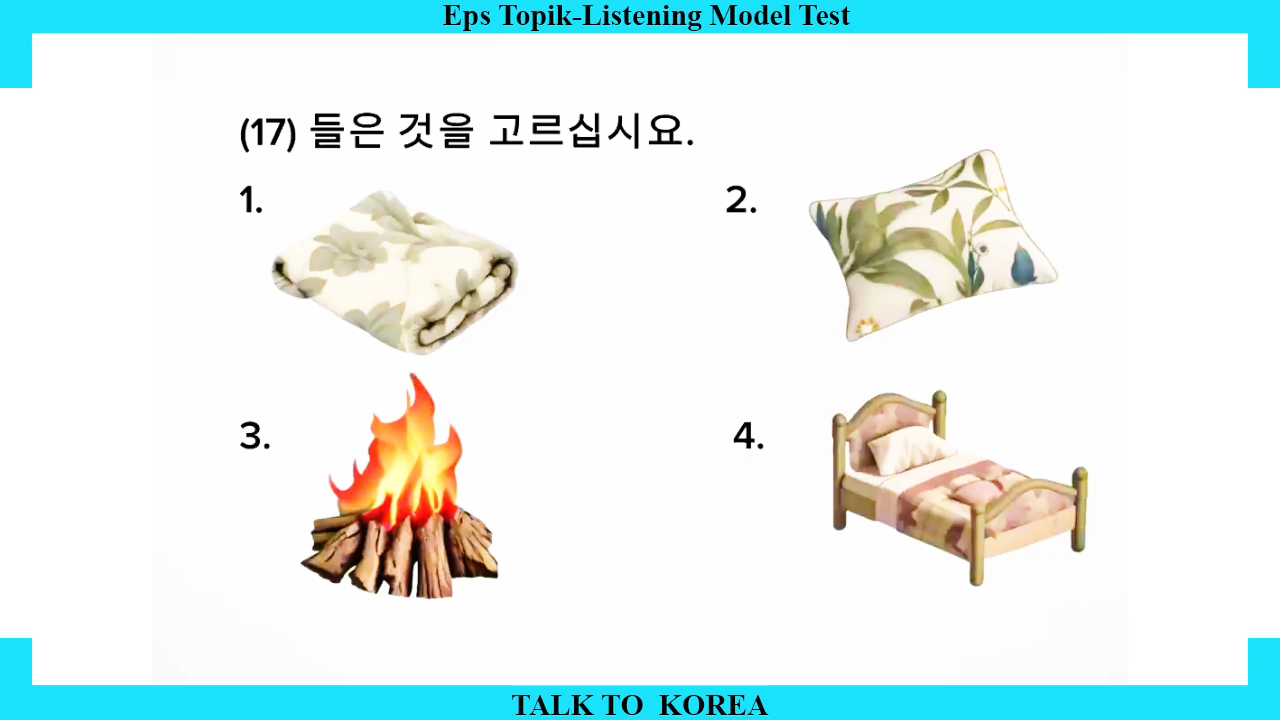 Eps Topik-Listening Model Test
(17) 들은 것을 고르십시요.
1.
2.
3.
4.
TALK TO KOREA